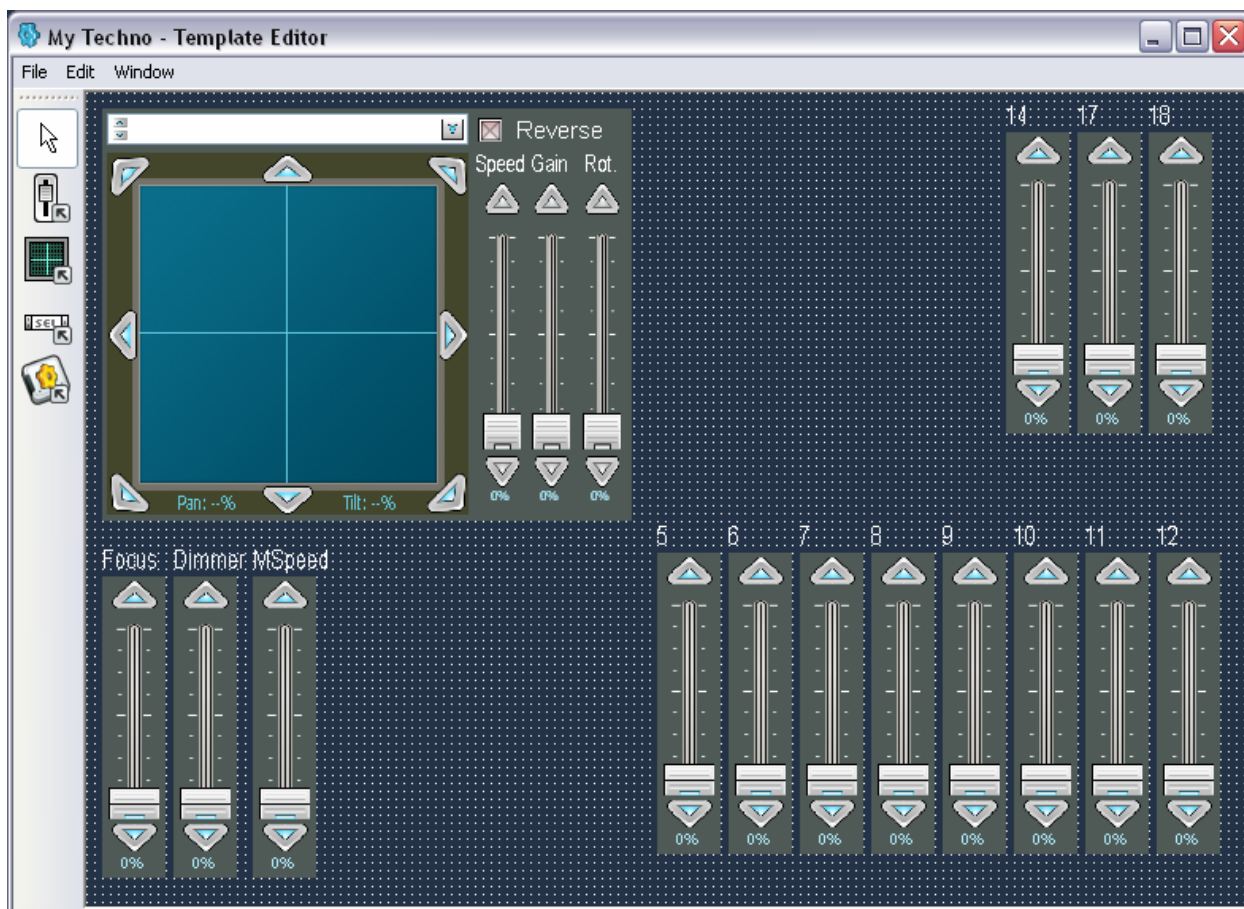 My Techno - Template Editor
File Edit Window
SEL
Reverse
Speed Gain Rot.
0% 0% 0%
Pan: --% Tilt: --%
14 17 18
0% 0% 0%
Focus Dimmer MSpeed
0% 0% 0%
5 6 7 8 9 10 11 12
0% 0% 0% 0% 0% 0% 0% 0%